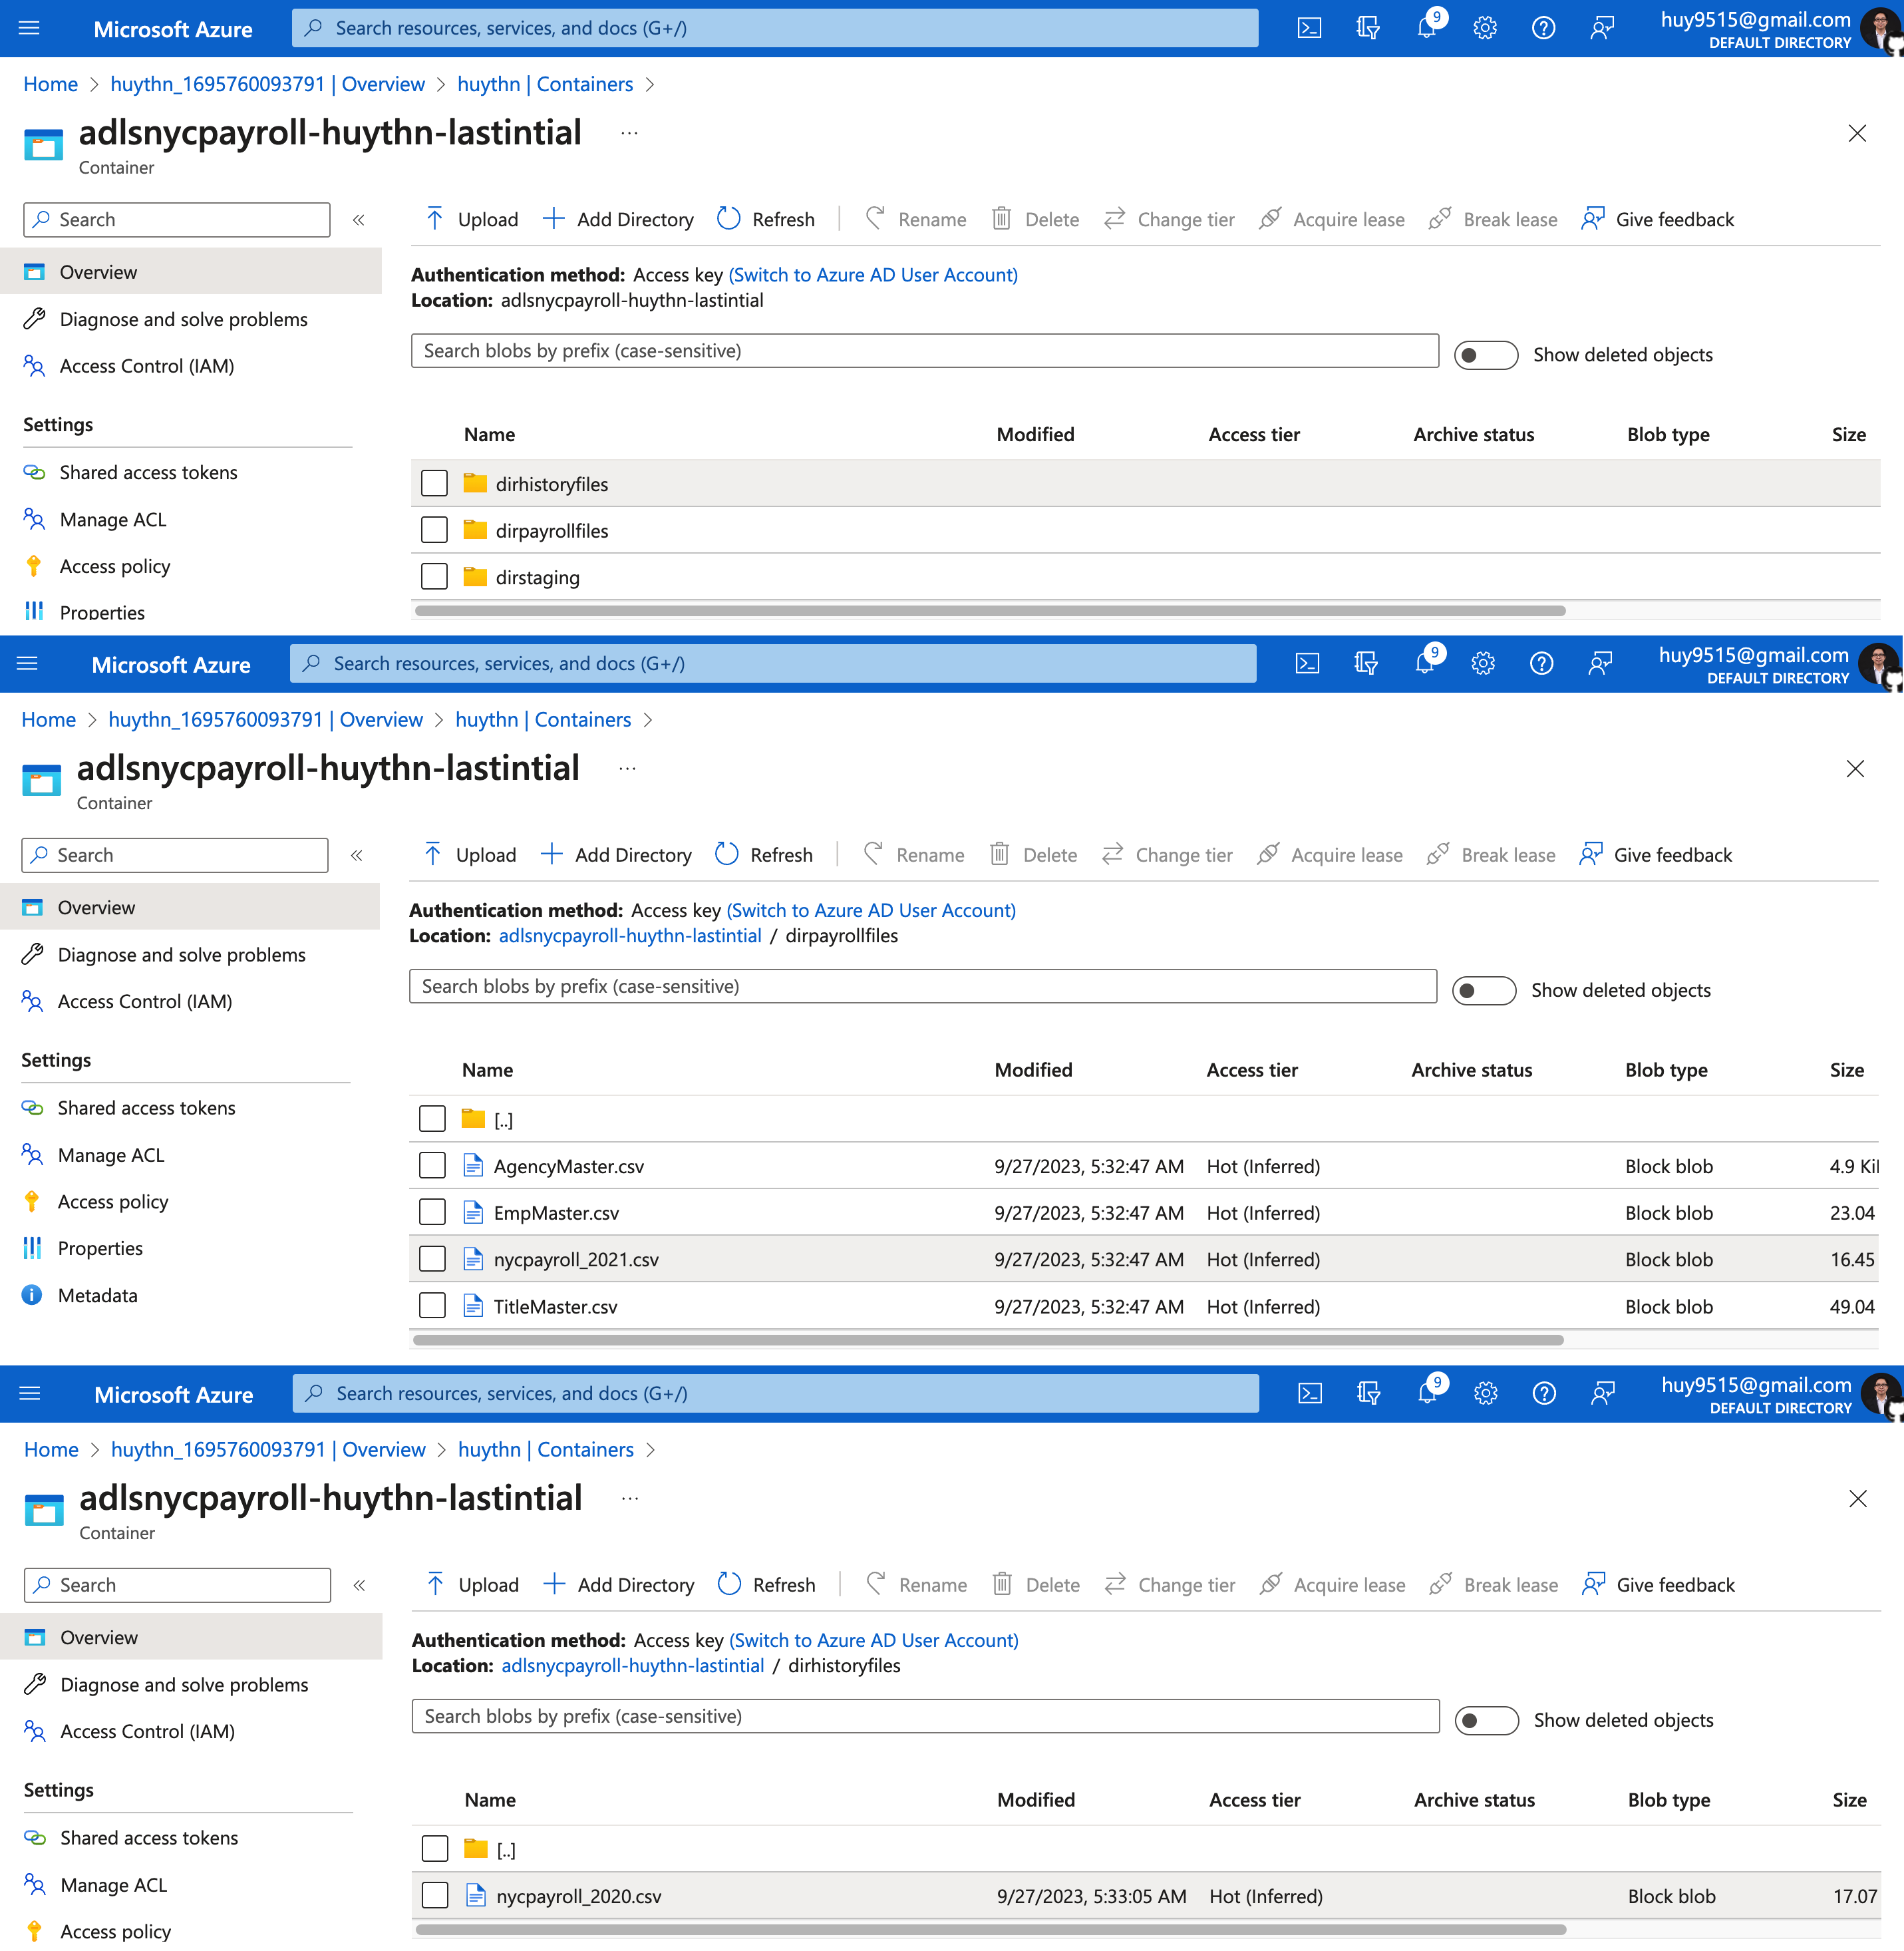 Microsoft Azure
Search resources, services, and docs (G+/)
9
huy9515@gmail.com
DEFAULT DIRECTORY
Home > huythn_1695760093791 | Overview > huythn | Containers >
adlsnycpayroll-huythn-lastintial ...
Container
Search «
Upload Add Directory Refresh Rename Delete Change tier Acquire lease Break lease Give feedback
Overview
Diagnose and solve problems
Access Control (IAM)
Settings
Shared access tokens
Manage ACL
Access policy
Properties
Authentication method: Access key (Switch to Azure AD User Account)
Location: adlsnycpayroll-huythn-lastintial
Search blobs by prefix (case-sensitive)
Show deleted objects
Name Modified Access tier Archive status Blob type Size
dirhistoryfiles
dirpayrollfiles
dirstaging
Microsoft Azure
Search resources, services, and docs (G+/)
9
huy9515@gmail.com
DEFAULT DIRECTORY
Home > huythn_1695760093791 | Overview > huythn | Containers >
adlsnycpayroll-huythn-lastintial ...
Container
Search «
Upload Add Directory Refresh Rename Delete Change tier Acquire lease Break lease Give feedback
Overview
Diagnose and solve problems
Access Control (IAM)
Settings
Shared access tokens
Manage ACL
Access policy
Properties
Metadata
Authentication method: Access key (Switch to Azure AD User Account)
Location: adlsnycpayroll-huythn-lastintial / dirpayrollfiles
Search blobs by prefix (case-sensitive)
Show deleted objects
Name Modified Access tier Archive status Blob type Size
[..]
AgencyMaster.csv 9/27/2023, 5:32:47 AM Hot (Inferred) Block blob 4.9 Ki
EmpMaster.csv 9/27/2023, 5:32:47 AM Hot (Inferred) Block blob 23.04
nycpayroll_2021.csv 9/27/2023, 5:32:47 AM Hot (Inferred) Block blob 16.45
TitleMaster.csv 9/27/2023, 5:32:47 AM Hot (Inferred) Block blob 49.04
Microsoft Azure
Search resources, services, and docs (G+/)
9
huy9515@gmail.com
DEFAULT DIRECTORY
Home > huythn_1695760093791 | Overview > huythn | Containers >
adlsnycpayroll-huythn-lastintial ...
Container
Search «
Upload Add Directory Refresh Rename Delete Change tier Acquire lease Break lease Give feedback
Overview
Diagnose and solve problems
Access Control (IAM)
Settings
Shared access tokens
Manage ACL
Access policy
Authentication method: Access key (Switch to Azure AD User Account)
Location: adlsnycpayroll-huythn-lastintial / dirhistoryfiles
Search blobs by prefix (case-sensitive)
Show deleted objects
Name Modified Access tier Archive status Blob type Size
[..]
nycpayroll_2020.csv 9/27/2023, 5:33:05 AM Hot (Inferred) Block blob 17.07